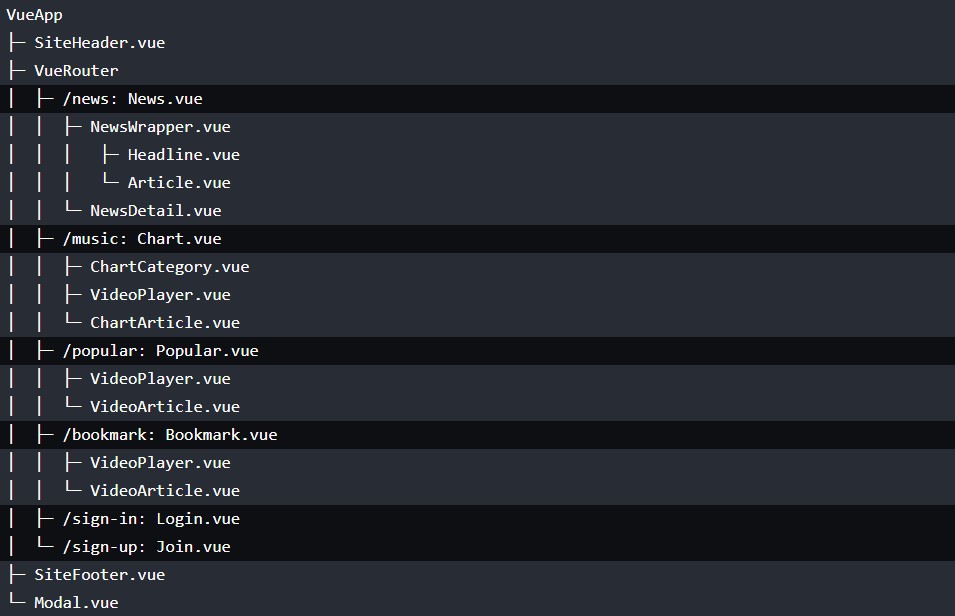 VueApp
├─ SiteHeader.vue
├─ VueRouter
│  ├─ /news: News.vue
│  │  ├─ NewsWrapper.vue
│  │  │   ├─ Headline.vue
│  │  │   └─ Article.vue
│  │  └─ NewsDetail.vue
│  ├─ /music: Chart.vue
│  │  ├─ ChartCategory.vue
│  │  ├─ VideoPlayer.vue
│  │  └─ ChartArticle.vue
│  ├─ /popular: Popular.vue
│  │  ├─ VideoPlayer.vue
│  │  └─ VideoArticle.vue
│  ├─ /bookmark: Bookmark.vue
│  │  ├─ VideoPlayer.vue
│  │  └─ VideoArticle.vue
│  ├─ /sign-in: Login.vue
│  └─ /sign-up: Join.vue
├─ SiteFooter.vue
└─ Modal.vue